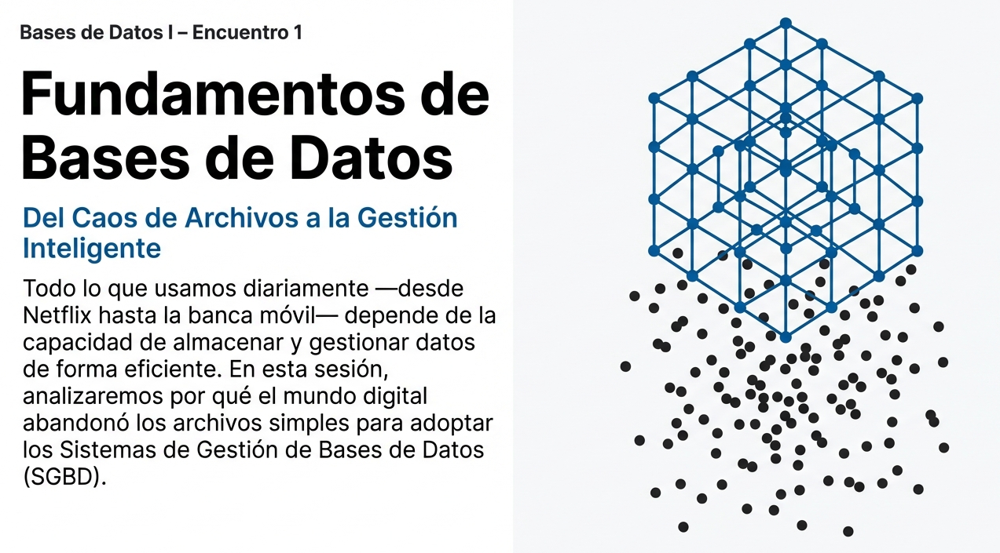 Bases de Datos I – Encuentro 1
Fundamentos de
Bases de Datos
Del Caos de Archivos a la Gestión
Inteligente
Todo lo que usamos diariamente —desde
Netflix hasta la banca móvil— depende de la
capacidad de almacenar y gestionar datos
de forma eficiente. En esta sesión,
analizaremos por qué el mundo digital
abandonó los archivos simples para adoptar
los Sistemas de Gestión de Bases de Datos
(SGBD).